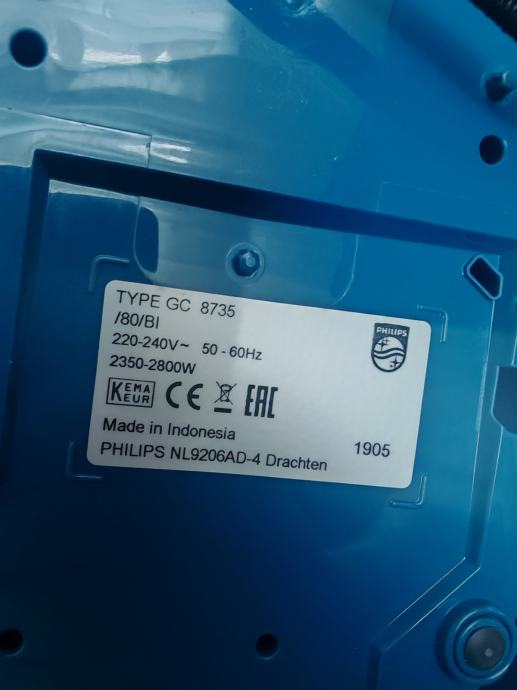 TYPE GC 8735
/80/BI
220-240V~ 50-60Hz
2350-2800W
PHILIPS
KEMA
KEUR
CE
EAC
Made in Indonesia
PHILIPS NL9206AD-4 Drachten
1905